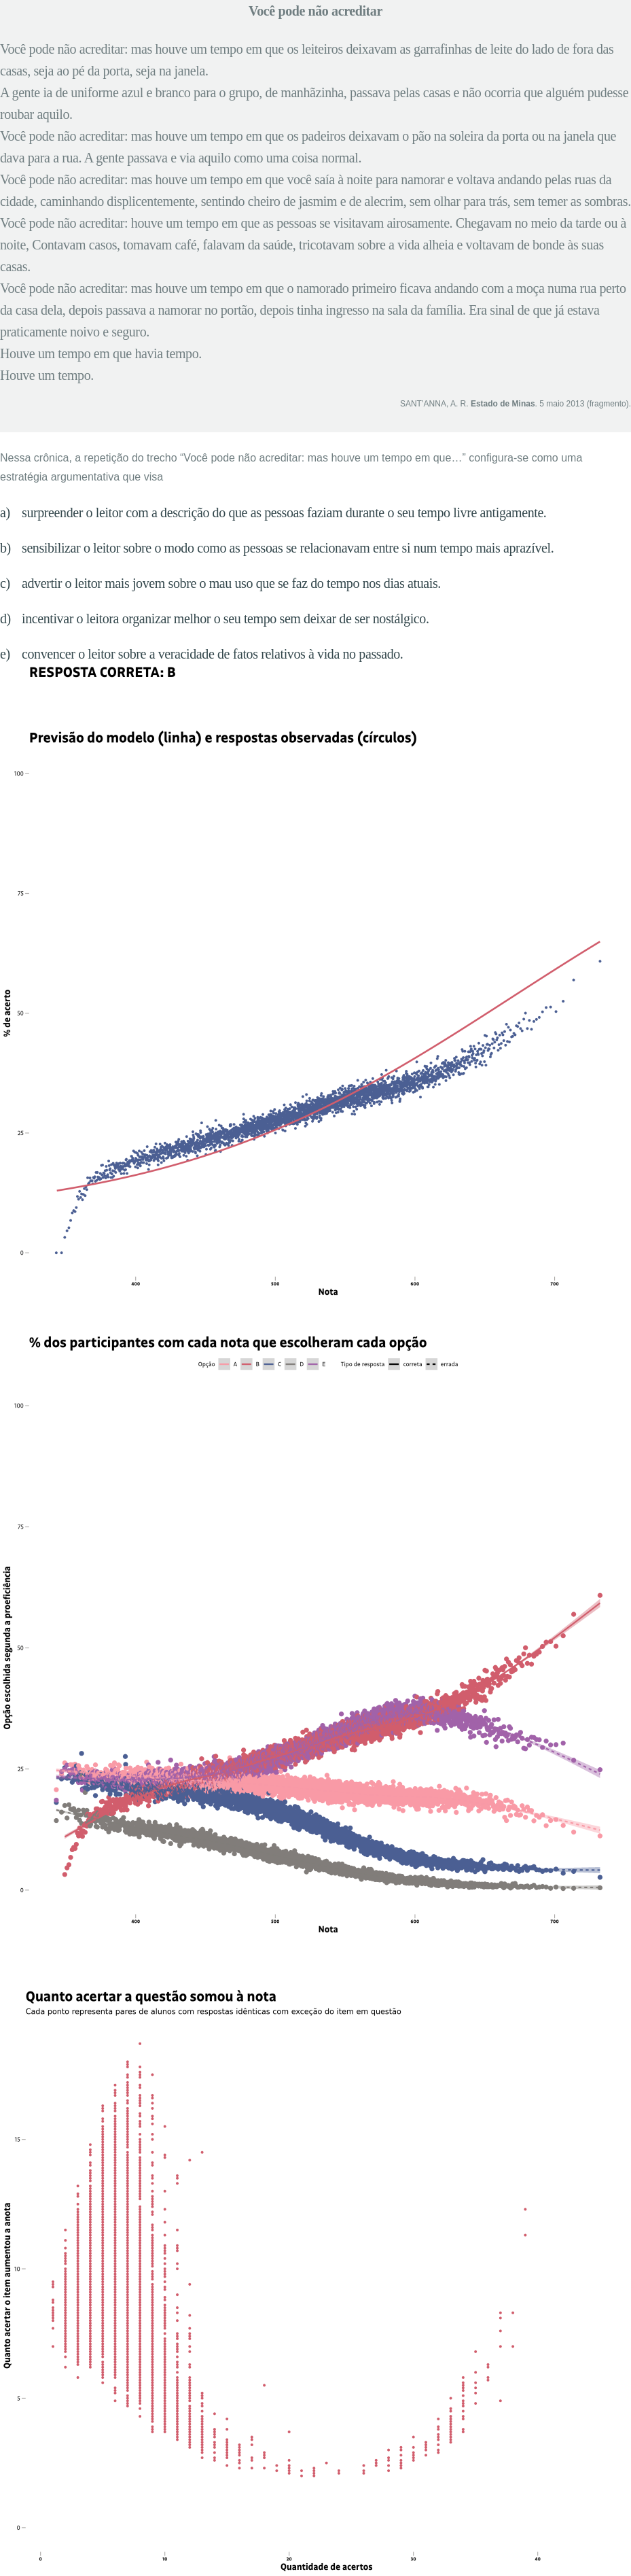 Você pode não acreditar
Você pode não acreditar: mas houve um tempo em que os leiteiros deixavam as garrafinhas de leite do lado de fora das
casas, seja ao pé da porta, seja na janela.
A gente ia de uniforme azul e branco para o grupo, de manhãzinha, passava pelas casas e não ocorria que alguém pudesse
roubar aquilo.
Você pode não acreditar: mas houve um tempo em que os padeiros deixavam o pão na soleira da porta ou na janela que
dava para a rua. A gente passava e via aquilo como uma coisa normal.
Você pode não acreditar: mas houve um tempo em que você saía à noite para namorar e voltava andando pelas ruas da
cidade, caminhando displicentemente, sentindo cheiro de jasmim e de alecrim, sem olhar para trás, sem temer as sombras.
Você pode não acreditar: houve um tempo em que as pessoas se visitavam airosamente. Chegavam no meio da tarde ou à
noite, Contavam casos, tomavam café, falavam da saúde, tricotavam sobre a vida alheia e voltavam de bonde às suas
casas.
Você pode não acreditar: mas houve um tempo em que o namorado primeiro ficava andando com a moça numa rua perto
da casa dela, depois passava a namorar no portão, depois tinha ingresso na sala da família. Era sinal de que já estava
praticamente noivo e seguro.
Houve um tempo em que havia tempo.
Houve um tempo.
SANT'ANNA, A. R. Estado de Minas. 5 maio 2013 (fragmento).
Nessa crônica, a repetição do trecho “Você pode não acreditar: mas houve um tempo em que…” configura-se como uma
estratégia argumentativa que visa
a) surpreender o leitor com a descrição do que as pessoas faziam durante o seu tempo livre antigamente.
b) sensibilizar o leitor sobre o modo como as pessoas se relacionavam entre si num tempo mais aprazível.
c) advertir o leitor mais jovem sobre o mau uso que se faz do tempo nos dias atuais.
d) incentivar o leitora organizar melhor o seu tempo sem deixar de ser nostálgico.
e) convencer o leitor sobre a veracidade de fatos relativos à vida no passado.
RESPOSTA CORRETA: B
Previsão do modelo (linha) e respostas observadas (círculos)
100
75
50
25
0
% de acerto
400 500 600 700
Nota
% dos participantes com cada nota que escolheram cada opção
Opção A B C D E Tipo de resposta correta errada
100
75
50
25
0
Opção escolhida segunda a proeficiência
400 500 600 700
Nota
Quanto acertar a questão somou à nota
Cada ponto representa pares de alunos com respostas idênticas com exceção do item em questão
15
10
5
0
Quanto acertar o item aumentou a anota
0 10 20 30 40
Quantidade de acertos